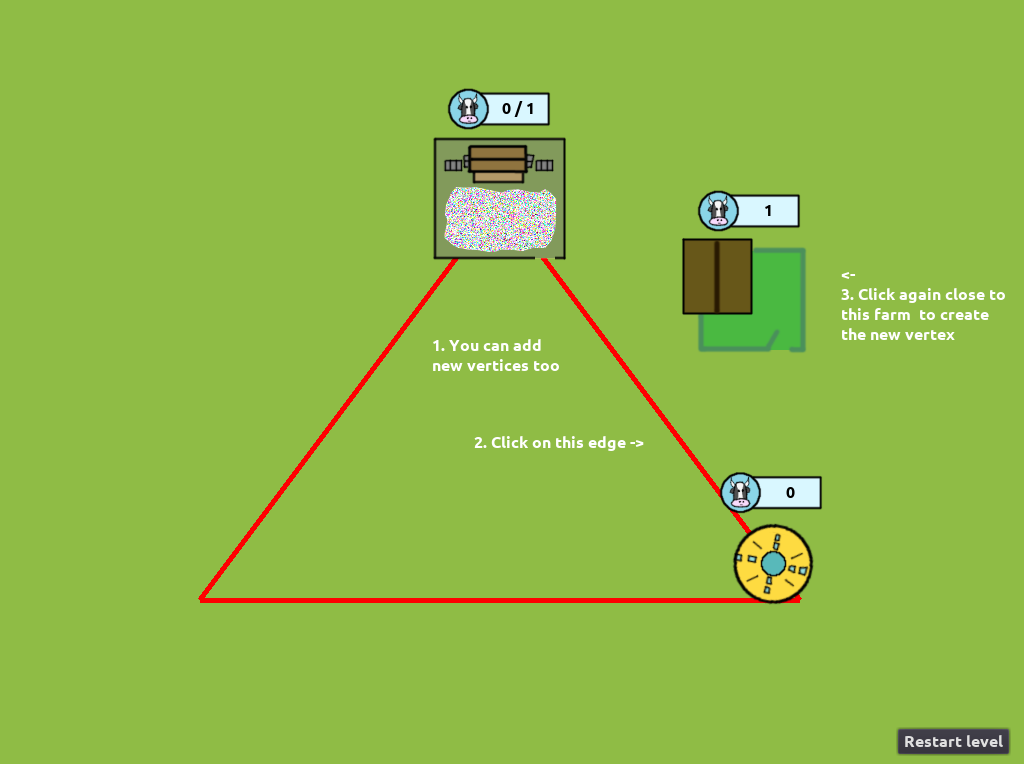 0 / 1
1
<-
3. Click again close to
this farm  to create
the new vertex
1. You can add
new vertices too
2. Click on this edge ->
0
Restart level